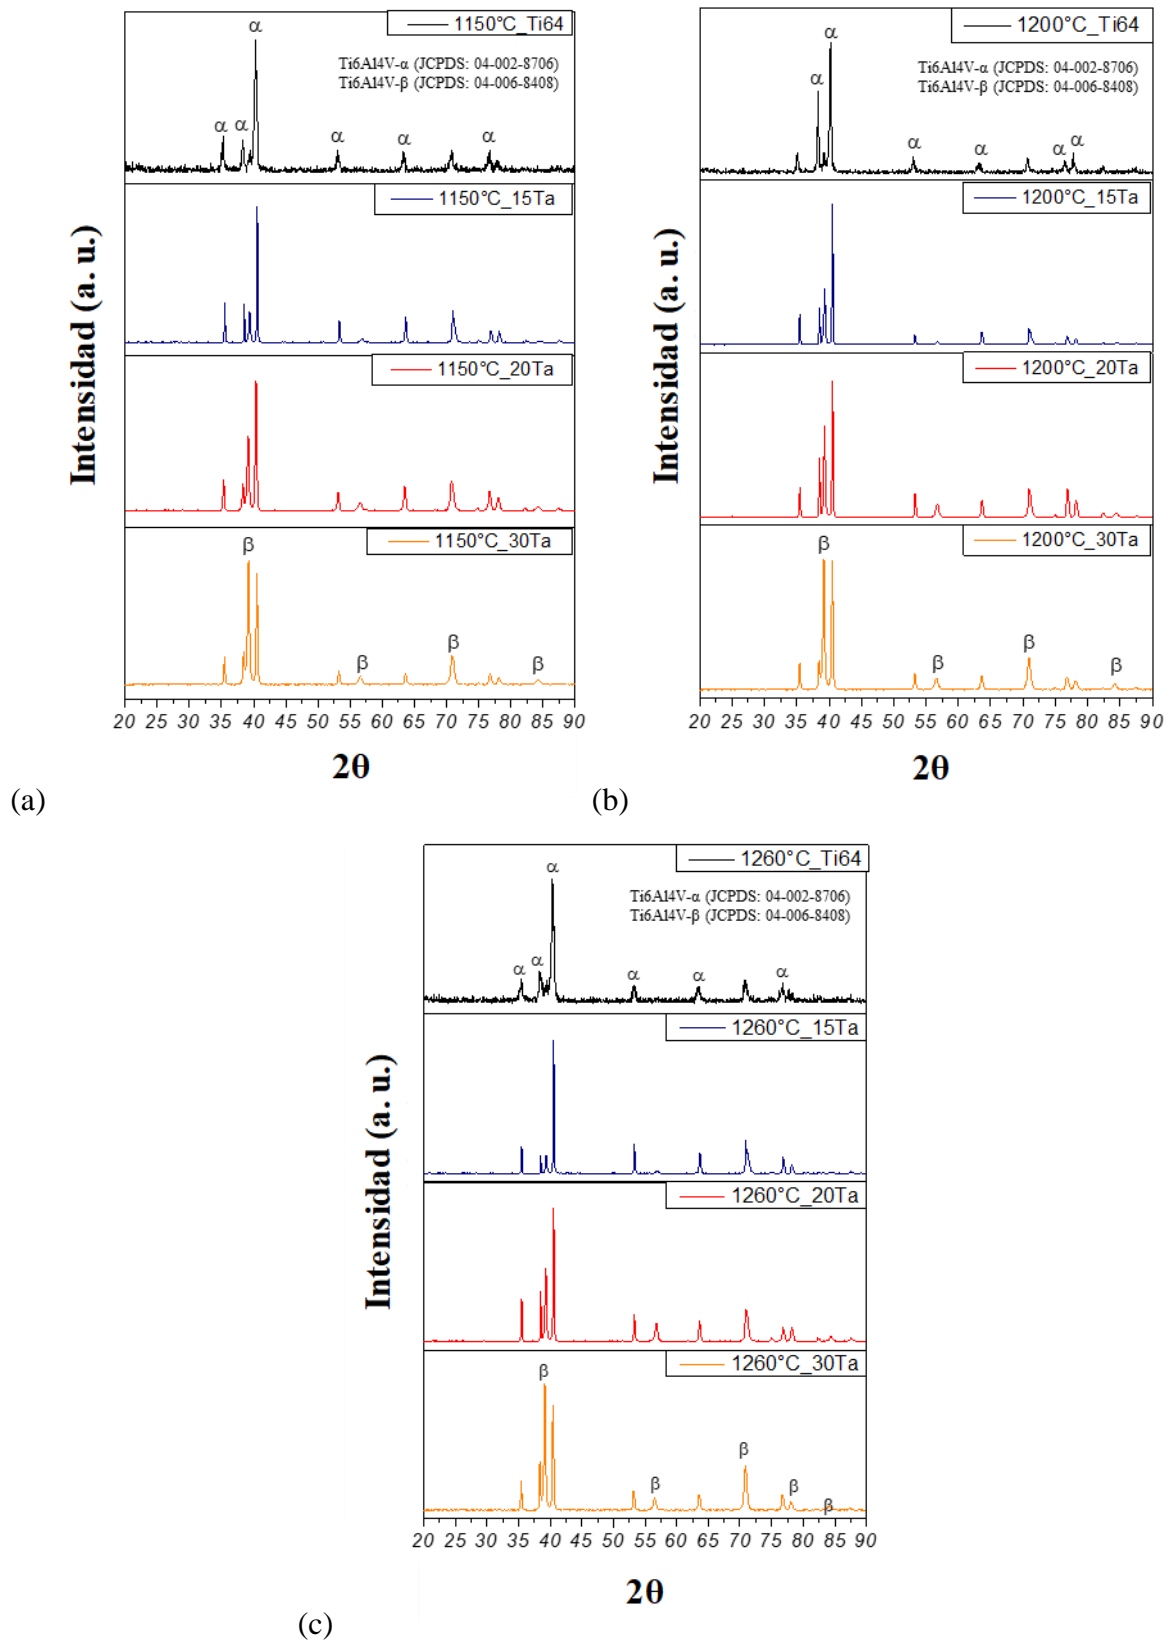 α
1150°C_Ti64
Ti6Al4V-α (JCPDS: 04-002-8706)
Ti6Al4V-β (JCPDS: 04-006-8408)
α α α α α
1150°C_15Ta
1150°C_20Ta
1150°C_30Ta
β
β β β
Intensidad (a. u.)
20 25 30 35 40 45 50 55 60 65 70 75 80 85 90
2θ
(a)
α
1200°C_Ti64
Ti6Al4V-α (JCPDS: 04-002-8706)
Ti6Al4V-β (JCPDS: 04-006-8408)
α
α α α α
1200°C_15Ta
1200°C_20Ta
1200°C_30Ta
β
β β β
Intensidad (a. u.)
20 25 30 35 40 45 50 55 60 65 70 75 80 85 90
2θ
(b)
1260°C_Ti64
α
Ti6Al4V-α (JCPDS: 04-002-8706)
Ti6Al4V-β (JCPDS: 04-006-8408)
α α α α α
1260°C_15Ta
1260°C_20Ta
1260°C_30Ta
β
β β β β
Intensidad (a. u.)
20 25 30 35 40 45 50 55 60 65 70 75 80 85 90
2θ
(c)